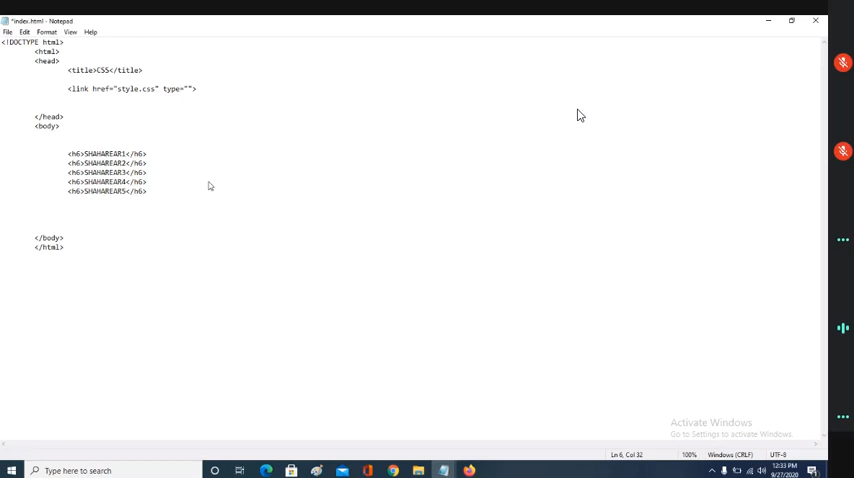 *index.html - Notepad
File Edit Format View Help
<!DOCTYPE html>
<html>
<head>
<title>CSS</title>
<link href="style.css" type="">
</head>
<body>
<h6>SHAHAREAR1</h6>
<h6>SHAHAREAR2</h6>
<h6>SHAHAREAR3</h6>
<h6>SHAHAREAR4</h6>
<h6>SHAHAREAR5</h6>
</body>
</html>
Activate Windows
Go to Settings to activate Windows.
Ln 6, Col 32 100% Windows (CRLF) UTF-8
Type here to search
12:33 PM
9/27/2020